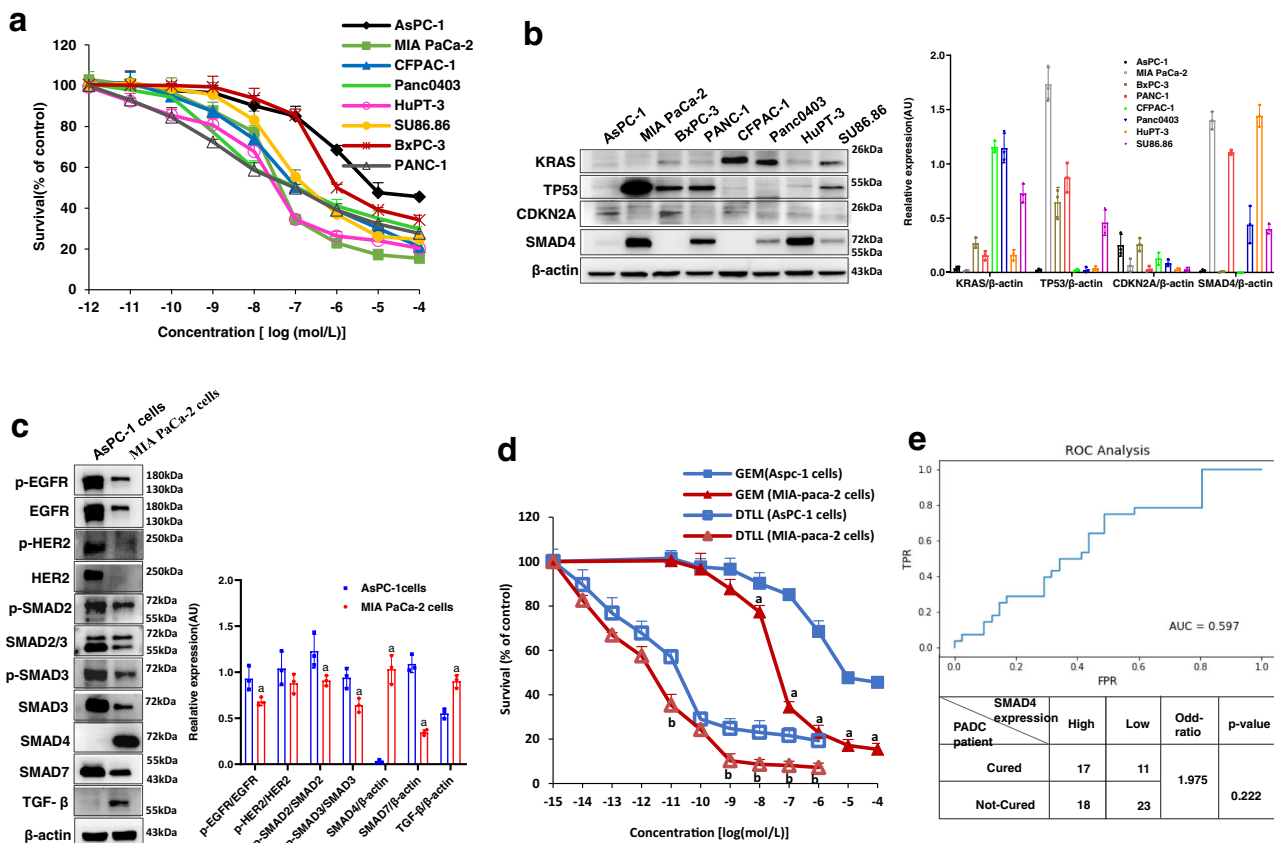 a
AsPC-1
MIA PaCa-2
CFPAC-1
Panc0403
HuPT-3
SU86.86
BxPC-3
PANC-1
120
100
80
60
40
20
0
Survival(% of control)
-12 -11 -10 -9 -8 -7 -6 -5 -4
Concentration [ log (mol/L)]
b
AsPC-1
MIA PaCa-2
BxPC-3
PANC-1
CFPAC-1
Panc0403
HuPT-3
SU86.86
KRAS 26kDa
TP53 55kDa
CDKN2A 26kDa
SMAD4 72kDa
55kDa
β-actin 43kDa
Realative expression(AU)
2.0
1.5
1.0
0.5
0.0
AsPC-1
MIA PaCa-2
BxPC-3
PANC-1
CFPAC-1
Panc0403
HuPT-3
SU86.86
KRAS/β-actin TP53/β-actin CDKN2A/β-actin SMAD4/β-actin
c
AsPC-1 cells
MIA PaCa-2 cells
p-EGFR 180kDa
130kDa
EGFR 180kDa
130kDa
p-HER2 250kDa
HER2 250kDa
p-SMAD2 72kDa
55kDa
SMAD2/3 72kDa
55kDa
p-SMAD3 72kDa
SMAD3 72kDa
SMAD4 72kDa
SMAD7 55kDa
43kDa
TGF- β 55kDa
β-actin 43kDa
Realative expression(AU)
2.0
1.5
1.0
0.5
0.0
AsPC-1cells
MIA PaCa-2 cells
a a a a a a
p-EGFR/EGFR
p-HER2/HER2
p-SMAD2/SMAD2
p-SMAD3/SMAD3
SMAD4/β-actin
SMAD7/β-actin
TGF-β/β-actin
d
GEM(Aspc-1 cells)
GEM (MIA-paca-2 cells)
DTLL (AsPC-1 cells)
DTLL (MIA-paca-2 cells)
120
100
80
60
40
20
0
Survival (% of control)
a
a
a
a a
b
b b b b
-15 -14 -13 -12 -11 -10 -9 -8 -7 -6 -5 -4
Concentration [log(mol/L)]
e
ROC Analysis
1.0
0.8
0.6
0.4
0.2
0.0
TPR
AUC = 0.597
0.0 0.2 0.4 0.6 0.8 1.0
FPR
SMAD4
expression
PADC
patient
High Low Odd-
ratio
p-value
Cured 17 11
1.975 0.222
Not-Cured 18 23